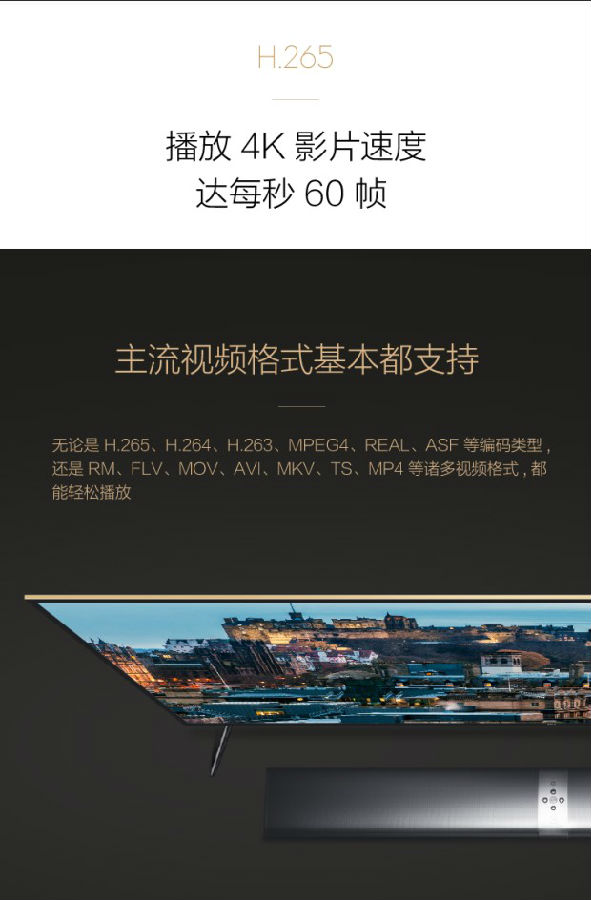 H.265
播放 4K 影片速度
达每秒 60 帧
主流视频格式基本都支持
无论是 H.265、H.264、H.263、MPEG4、REAL、ASF 等编码类型，
还是 RM、FLV、MOV、AVI、MKV、TS、MP4 等诸多视频格式，都
能轻松播放